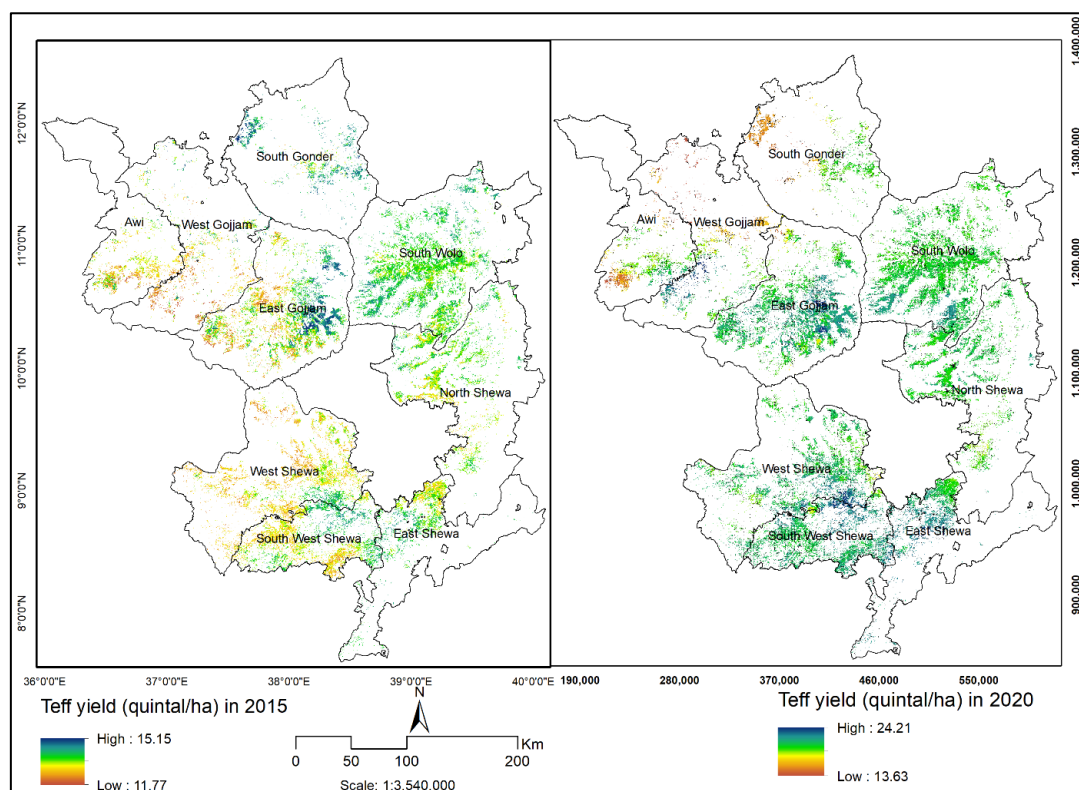 South Gonder
Awi
West Gojjam
South Wolo
East Gojjam
North Shewa
West Shewa
South West Shewa
East Shewa
12°0'0"N
11°0'0"N
10°0'0"N
9°0'0"N
8°0'0"N
36°0'0"E
37°0'0"E
38°0'0"E
39°0'0"E
40°0'0"E
South Gonder
Awi
West Gojjam
South Wolo
East Gojjam
North Shewa
West Shewa
South West Shewa
East Shewa
1.400.000
1.300.000
1.200.000
1.100.000
1.000.000
900.000
190,000
280,000
370,000
460,000
550,000
Teff yield (quintal/ha) in 2015
High : 15.15
Low : 11.77
N
Km
0
50
100
200
Scale: 1:3.540.000
Teff yield (quintal/ha) in 2020
High : 24.21
Low : 13.63